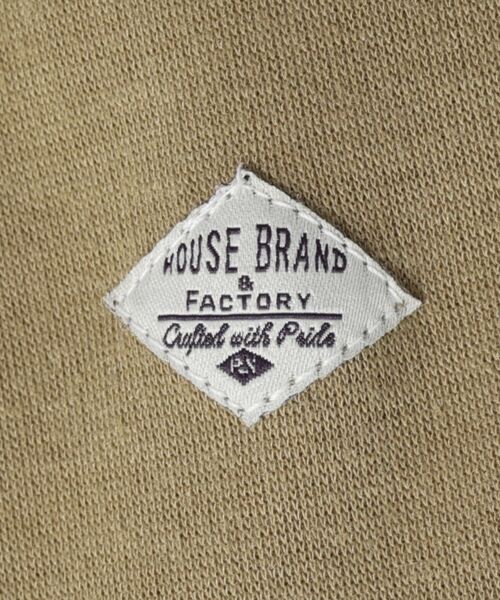 HOUSE BRAND
&
FACTORY
Crafted with Pride